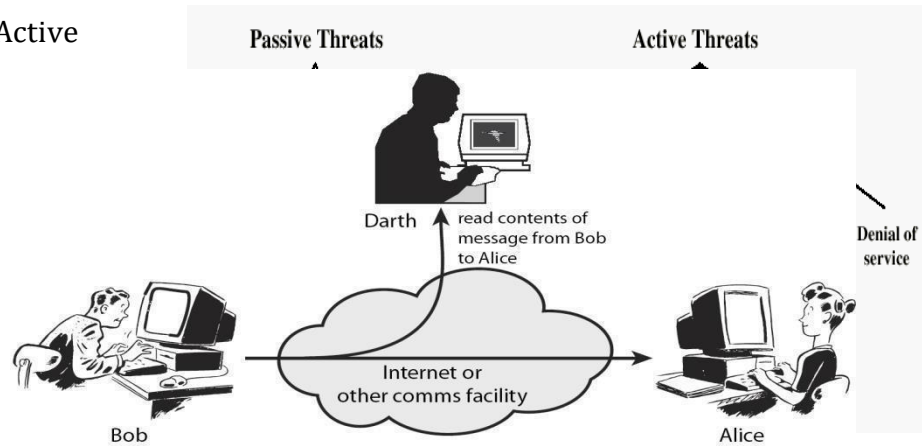 Active
Passive Threats
Active Threats
Darth
read contents of
message from Bob
to Alice
Denial of
service
Internet or
other comms facility
Bob
Alice